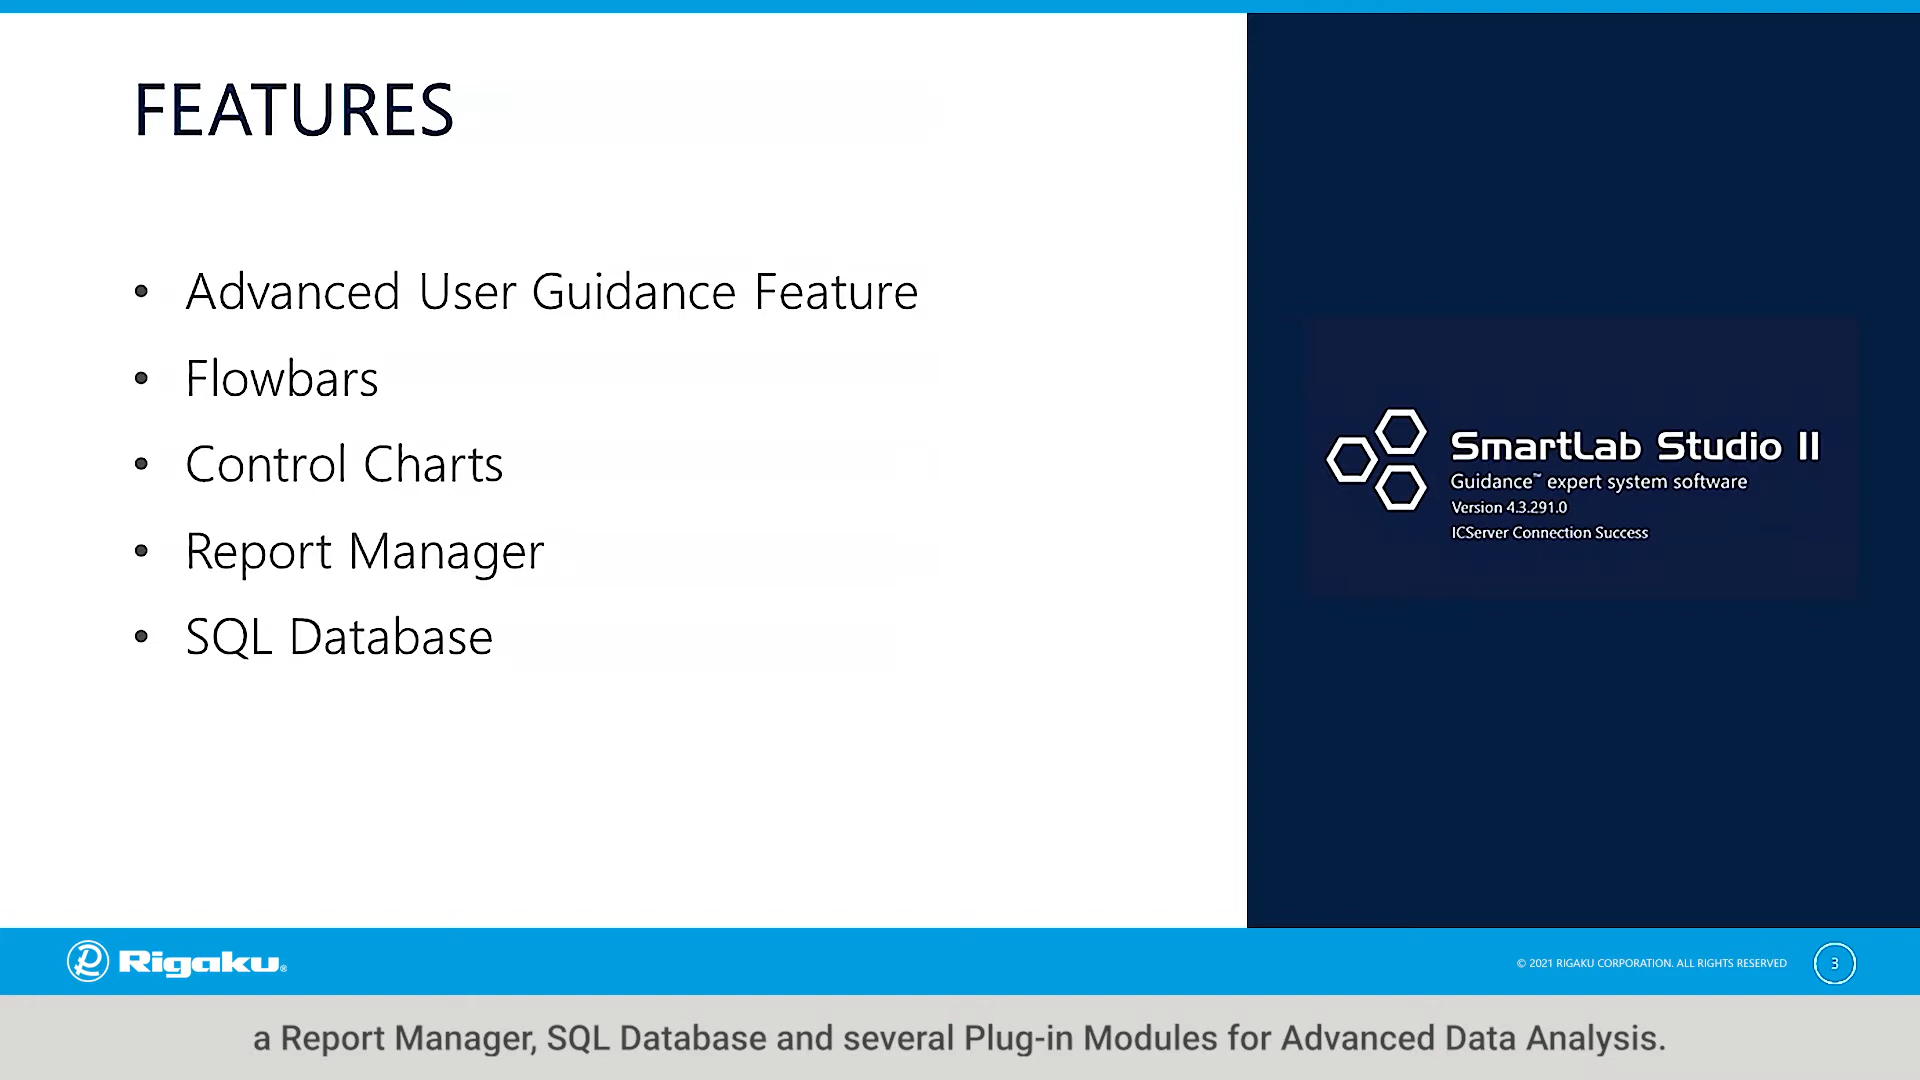 FEATURES
• Advanced User Guidance Feature
• Flowbars
• Control Charts
• Report Manager
• SQL Database
SmartLab Studio II
Guidance™ expert system software
Version 4.3.291.0
ICServer Connection Success
Rigaku®
© 2021 RIGAKU CORPORATION. ALL RIGHTS RESERVED
3
a Report Manager, SQL Database and several Plug-in Modules for Advanced Data Analysis.